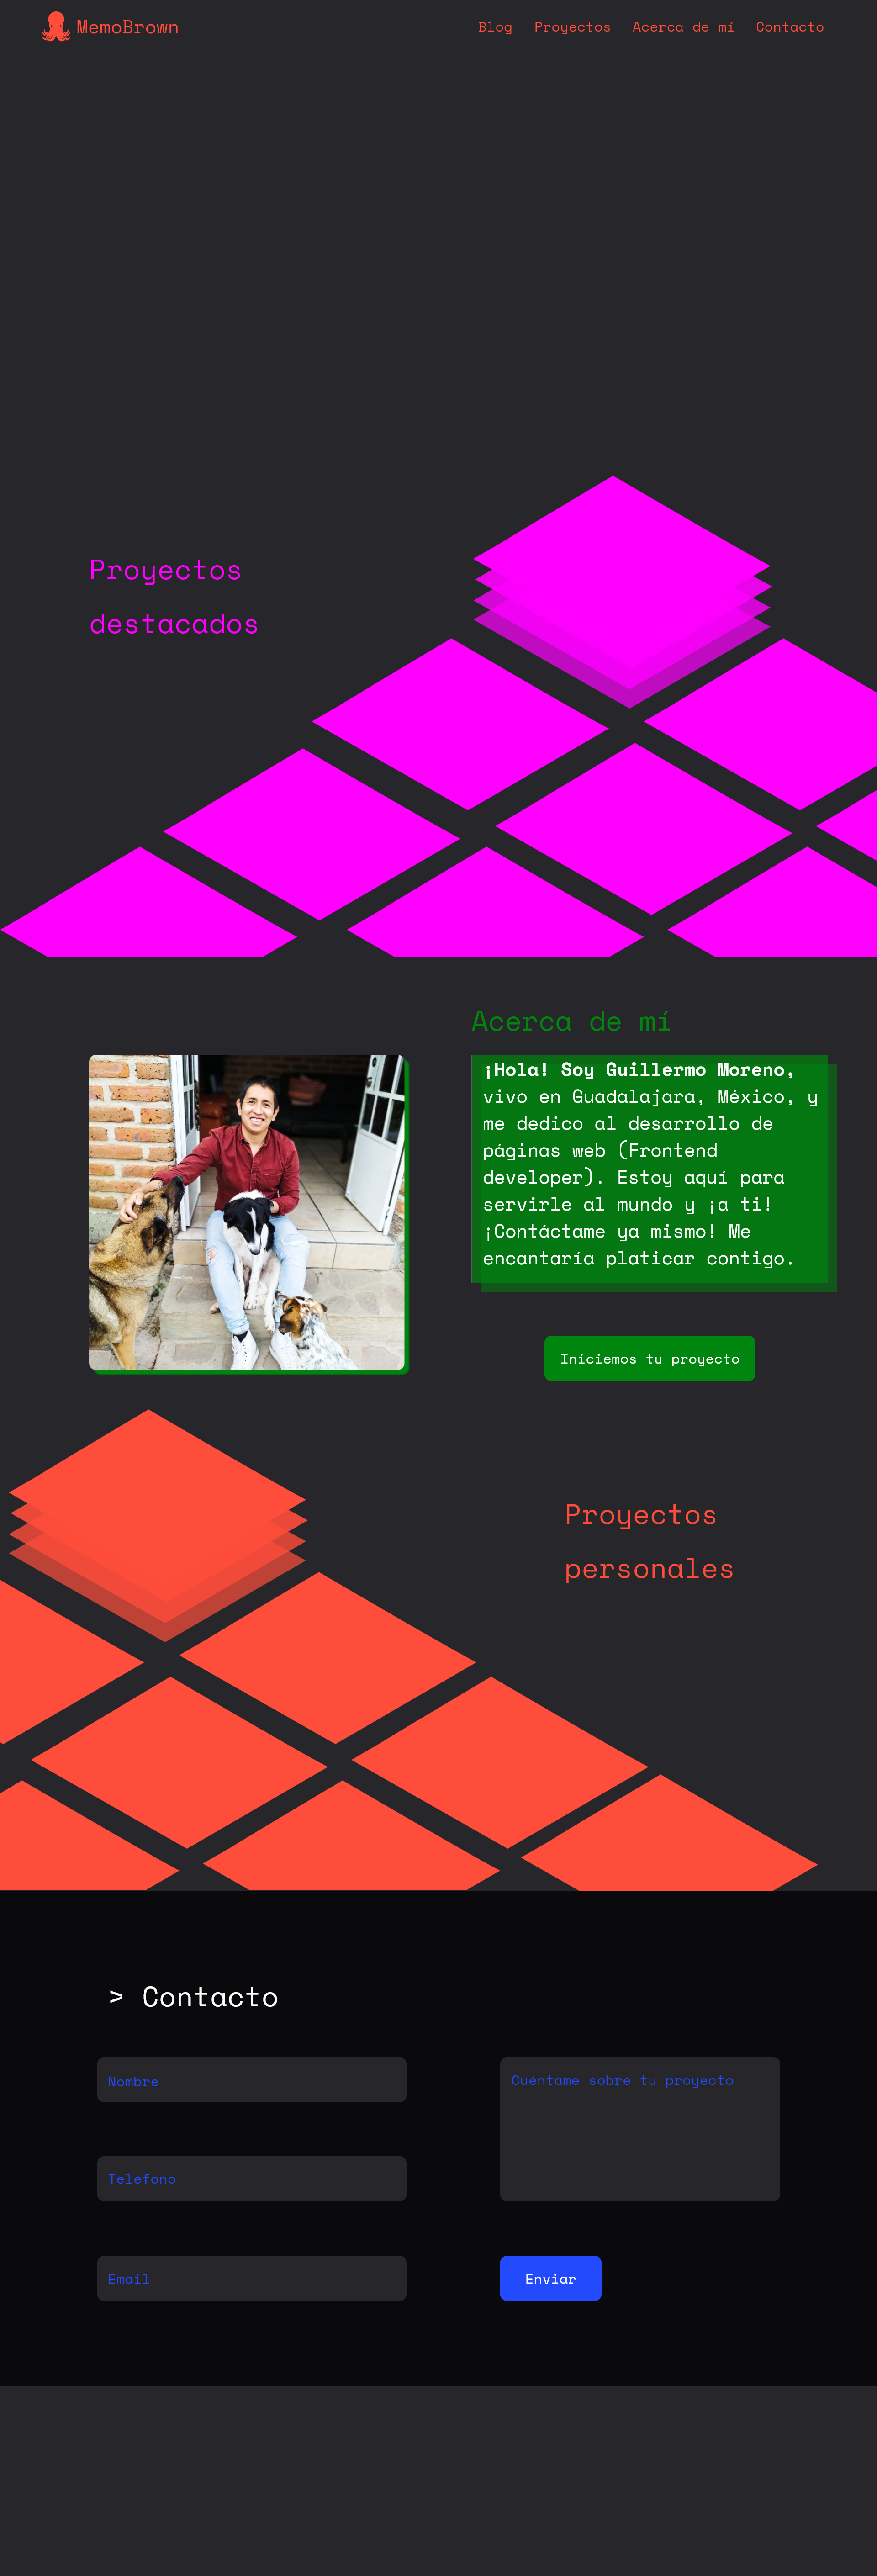 MemoBrown
Blog Proyectos Acerca de mí Contacto
Proyectos
destacados
Acerca de mí
¡Hola! Soy Guillermo Moreno,
vivo en Guadalajara, México, y
me dedico al desarrollo de
páginas web (Frontend
developer). Estoy aquí para
servirle al mundo y ¡a ti!
¡Contáctame ya mismo! Me
encantaría platicar contigo.
Iniciemos tu proyecto
Proyectos
personales
> Contacto
Nombre
Cuéntame sobre tu proyecto
Telefono
Email
Enviar